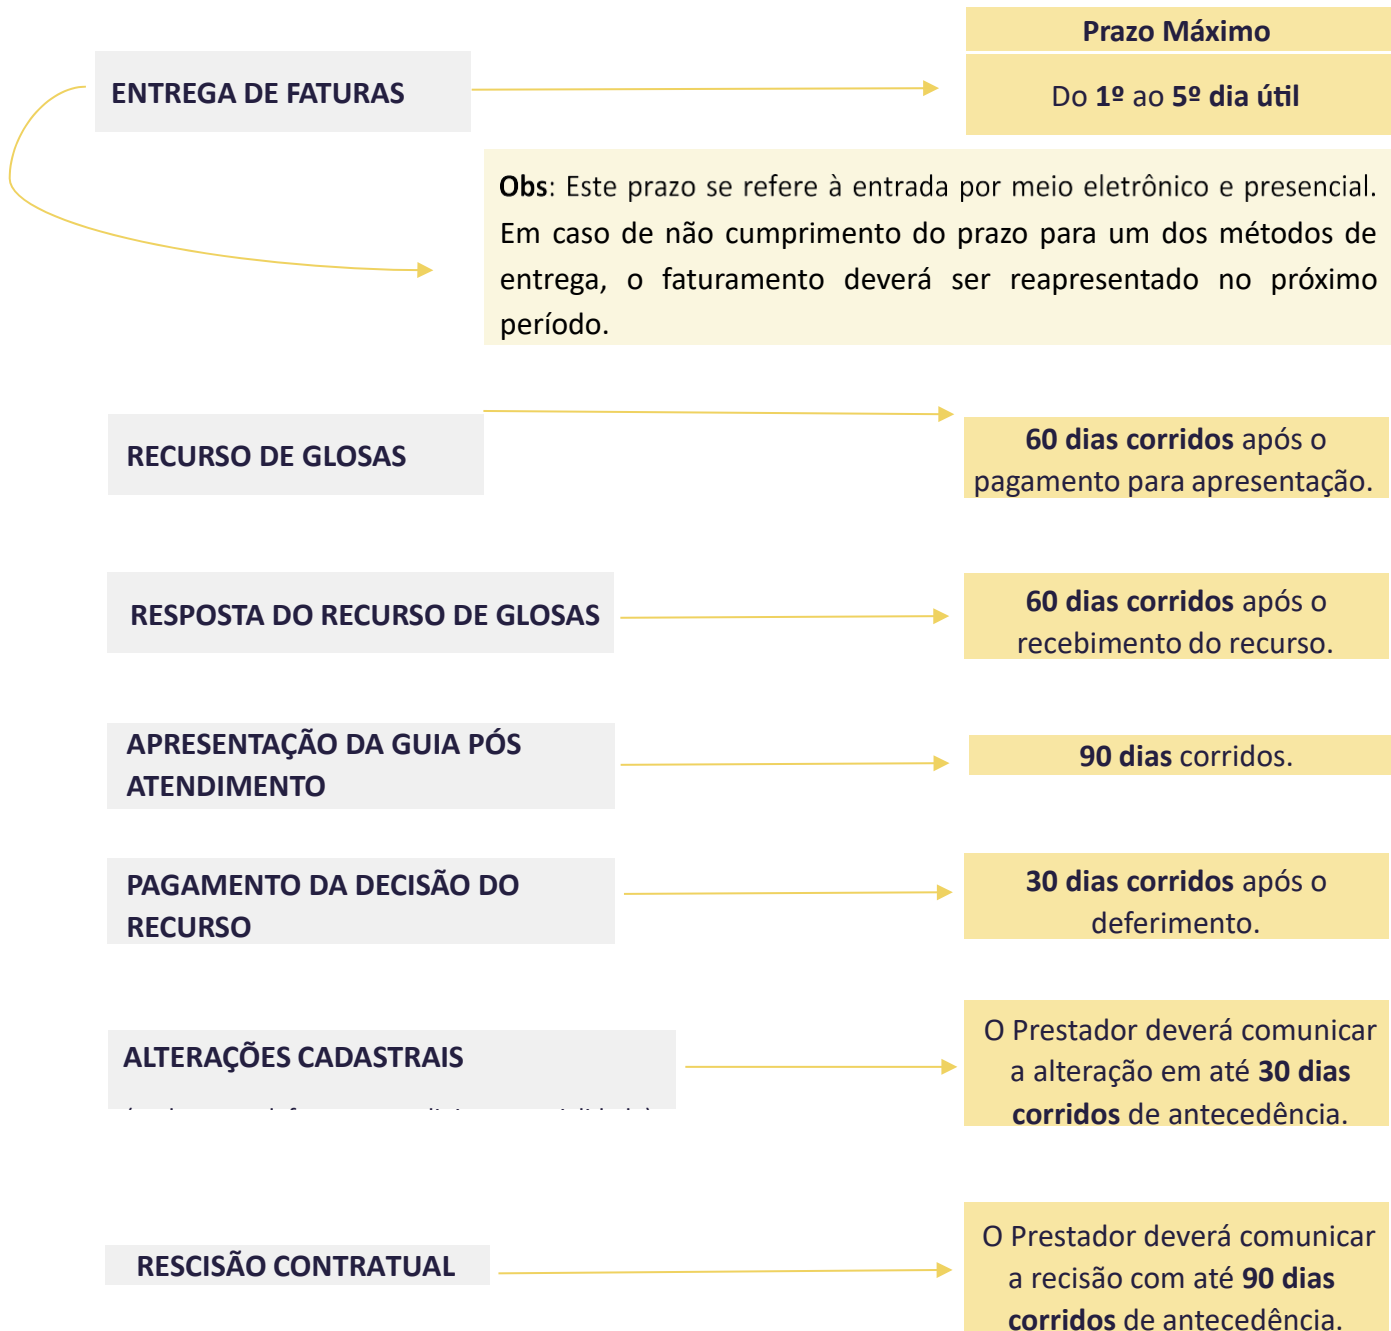 Prazo Máximo
ENTREGA DE FATURAS
Do 1º ao 5º dia útil
Obs: Este prazo se refere à entrada por meio eletrônico e presencial.
Em caso de não cumprimento do prazo para um dos métodos de
entrega, o faturamento deverá ser reapresentado no próximo
período.
RECURSO DE GLOSAS
60 dias corridos após o
pagamento para apresentação.
RESPOSTA DO RECURSO DE GLOSAS
60 dias corridos após o
recebimento do recurso.
APRESENTAÇÃO DA GUIA PÓS
ATENDIMENTO
90 dias corridos.
PAGAMENTO DA DECISÃO DO
RECURSO
30 dias corridos após o
deferimento.
ALTERAÇÕES CADASTRAIS
O Prestador deverá comunicar
a alteração em até 30 dias
corridos de antecedência.
RESCISÃO CONTRATUAL
O Prestador deverá comunicar
a recisão com até 90 dias
corridos de antecedência.